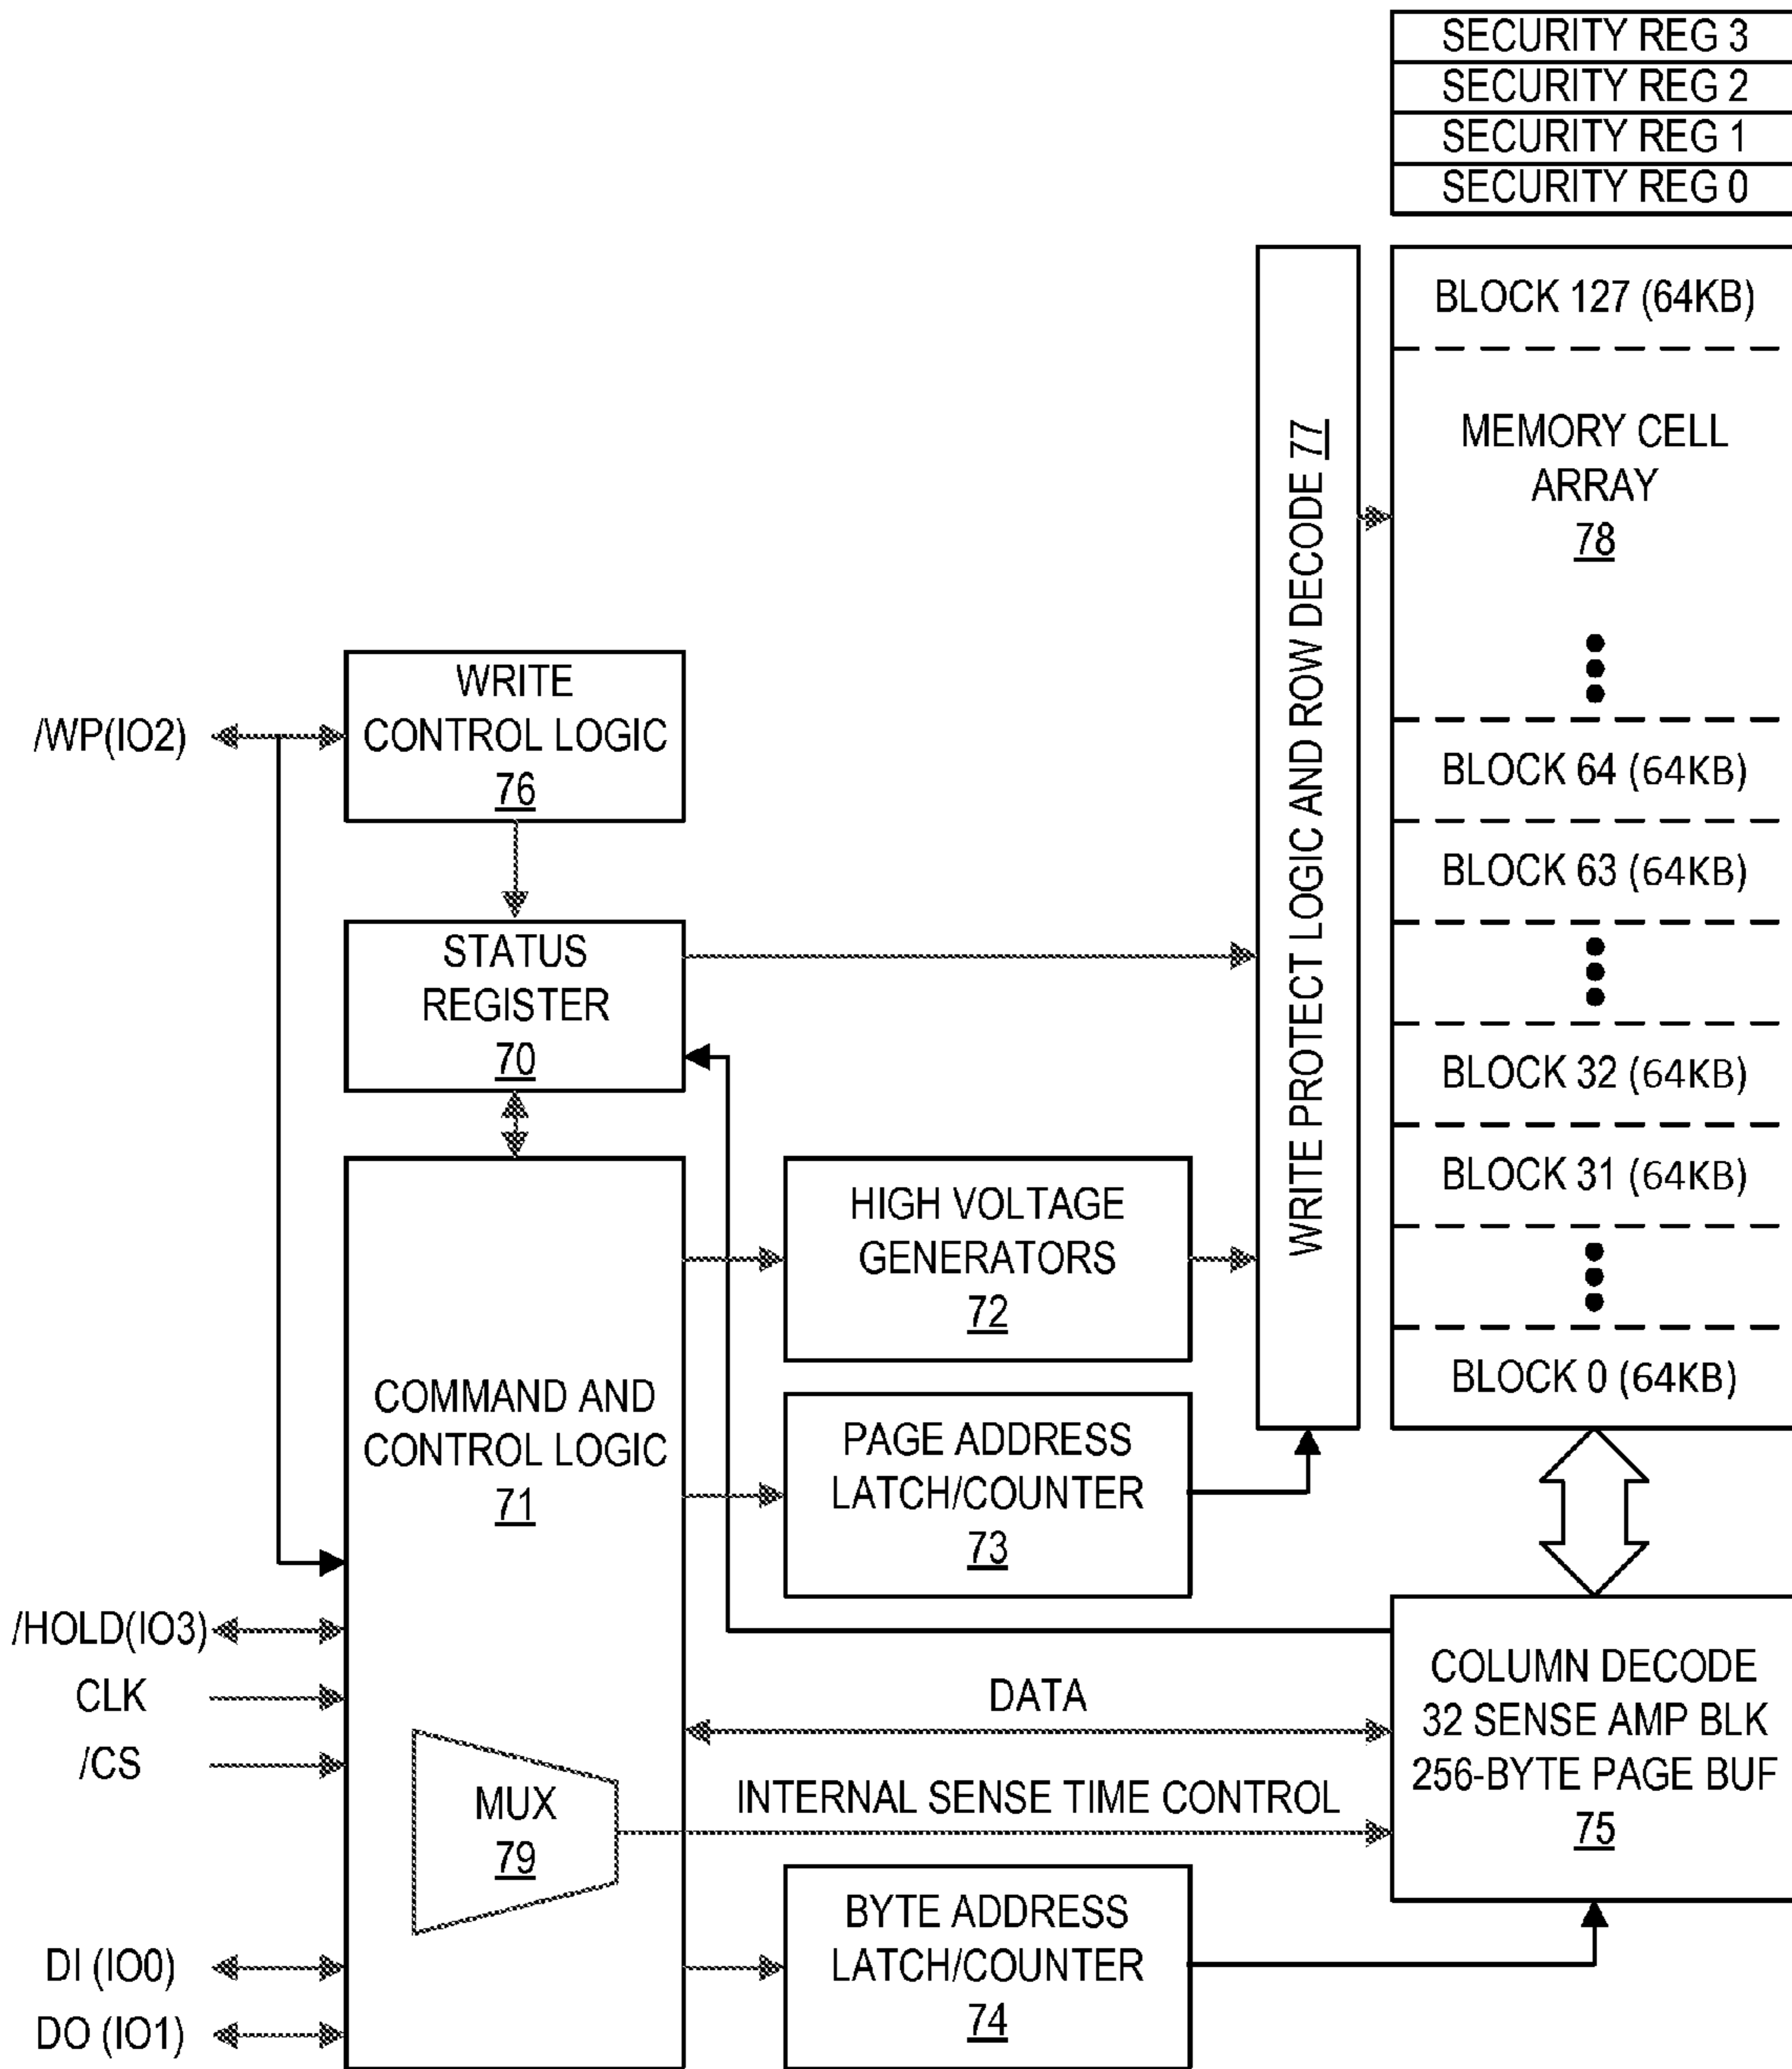 SECURITY REG 3
SECURITY REG 2
SECURITY REG 1
SECURITY REG 0
BLOCK 127 (64KB)
MEMORY CELL
ARRAY
78
BLOCK 64 (64KB)
BLOCK 63 (64KB)
BLOCK 32 (64KB)
BLOCK 31 (64KB)
BLOCK 0 (64KB)
WRITE PROTECT LOGIC AND ROW DECODE 77
/WP(IO2)
WRITE
CONTROL LOGIC
76
STATUS
REGISTER
70
COMMAND AND
CONTROL LOGIC
71
HIGH VOLTAGE
GENERATORS
72
PAGE ADDRESS
LATCH/COUNTER
73
/HOLD(IO3)
CLK
/CS
MUX
79
DATA
INTERNAL SENSE TIME CONTROL
COLUMN DECODE
32 SENSE AMP BLK
256-BYTE PAGE BUF
75
BYTE ADDRESS
LATCH/COUNTER
74
DI (IO0)
DO (IO1)